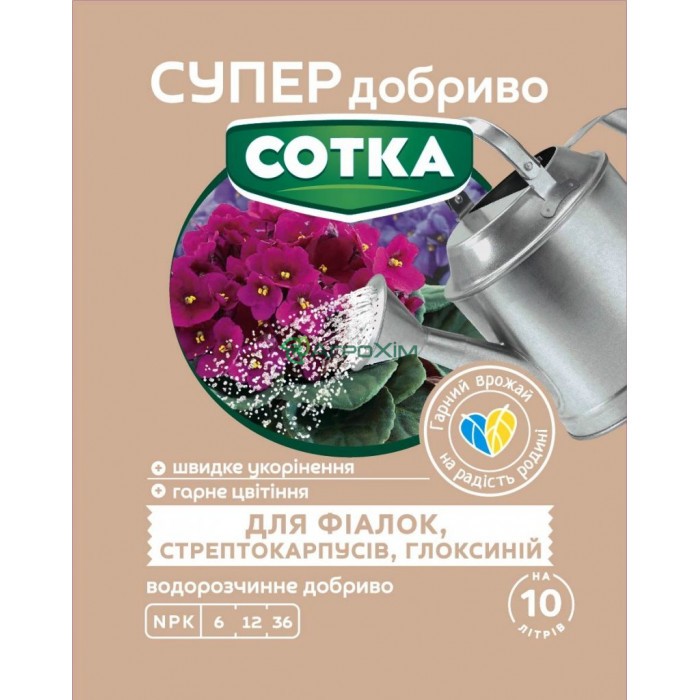 СУПЕР добриво
СОТКА
АГРОХІМ
Гарний врожай
на радість родині
+ швидке укорінення
+ гарне цвітіння
ДЛЯ ФІАЛОК,
СТРЕПТОКАРПУСІВ, ГЛОКСИНІЙ
водорозчинне добриво
NPK 6 12 36
НА
10
ЛІТРІВ